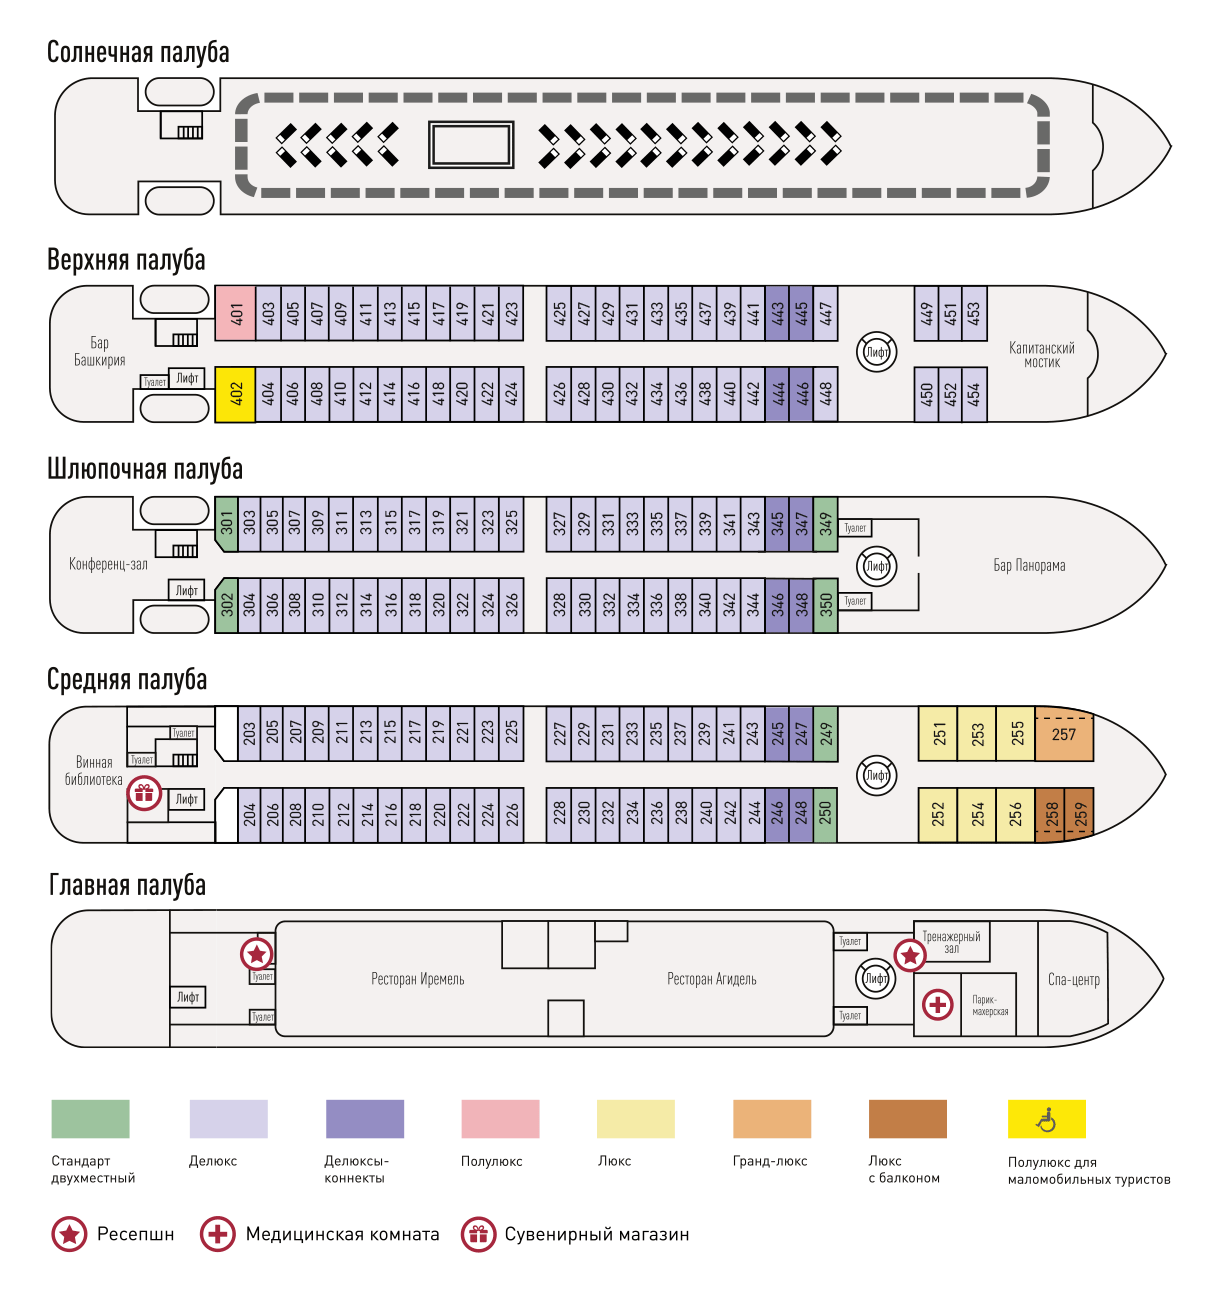 Солнечная палуба
Верхняя палуба
401 403 405 407 409 411 413 415 417 419 421 423 425 427 429 431 433 435 437 439 441 443 445 447 449 451 453
Бар
Башкирия
Лифт
Капитанский
мостик
Туалет
Лифт
402 404 406 408 410 412 414 416 418 420 422 424 426 428 430 432 434 436 438 440 442 444 446 448 450 452 454
Шлюпочная палуба
301 303 305 307 309 311 313 315 317 319 321 323 325 327 329 331 333 335 337 339 341 343 345 347 349
Туалет
Конференц-зал
Лифт
Бар Панорама
Лифт
Туалет
302 304 306 308 310 312 314 316 318 320 322 324 326 328 330 332 334 336 338 340 342 344 346 348 350
Средняя палуба
203 205 207 209 211 213 215 217 219 221 223 225 227 229 231 233 235 237 239 241 243 245 247 249 251 253 255 257
Туалет
Туалет
Винная
библиотека
Лифт
Лифт
204 206 208 210 212 214 216 218 220 222 224 226 228 230 232 234 236 238 240 242 244 246 248 250 252 254 256 258 259
Главная палуба
Туалет
Тренажерный
зал
Туалет
Ресторан Иремель
Ресторан Агидель
Лифт
Спа-центр
Лифт
Парик-
махерская
Туалет
Туалет
Стандарт
двухместный
Делюкс
Делюксы-
коннекты
Полулюкс
Люкс
Гранд-люкс
Люкс
с балконом
Полулюкс для
маломобильных туристов
Ресепшн
Медицинская комната
Сувенирный магазин